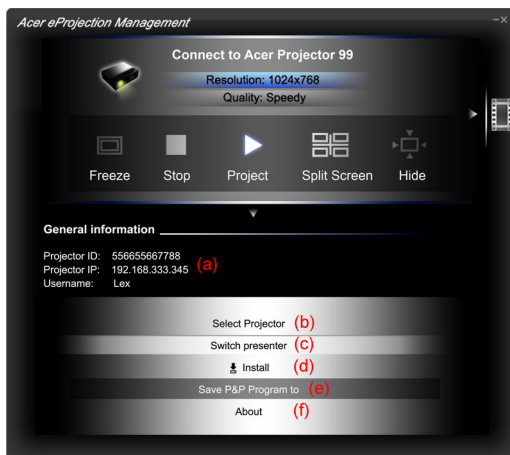 Acer eProjection Management
Connect to Acer Projector 99
Resolution: 1024x768
Quality: Speedy
Freeze Stop Project Split Screen Hide
General information
Projector ID: 556655667788
Projector IP: 192.168.333.345 (a)
Username: Lex
Select Projector (b)
Switch presenter (c)
Install (d)
Save P&P Program to (e)
About (f)